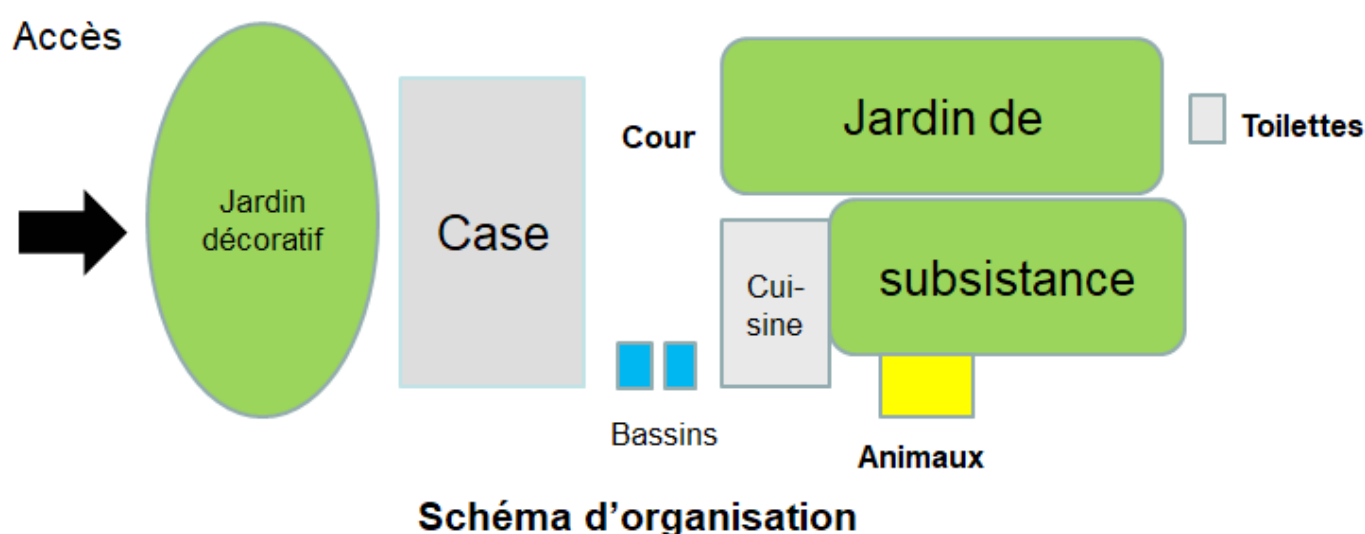 Accès
Jardin
décoratif
Case
Cour
Jardin de
subsistance
Toilettes
Cui-
sine
Bassins
Animaux
Schéma d’organisation